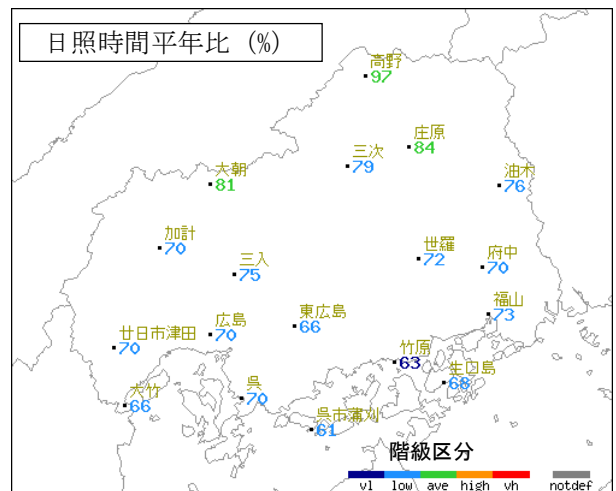 日照時間平年比 (%)
高野
97
庄原
84
三次
79
大朝
81
油木
76
加計
70
三入
75
世羅
72
府中
70
福山
73
東広島
66
広島
70
廿日市津田
70
竹原
63
生口島
68
大竹
66
呉
70
呉市蒲刈
61
階級区分
vl low ave high vh notdef